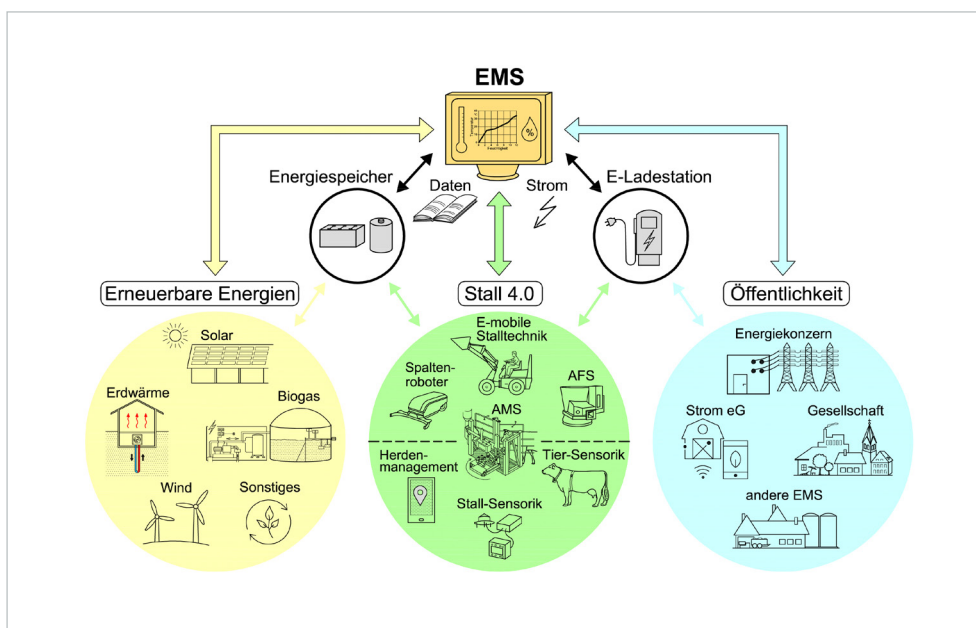 EMS
%
Energiespeicher
Daten
Strom
E-Ladestation
Erneuerbare Energien
Stall 4.0
Öffentlichkeit
Solar
Erdwärme
Biogas
Wind
Sonstiges
E-mobile
Stalltechnik
Spalten-
roboter
AFS
AMS
Herden-
management
Tier-Sensorik
Stall-Sensorik
Energiekonzern
Strom eG
Gesellschaft
andere EMS